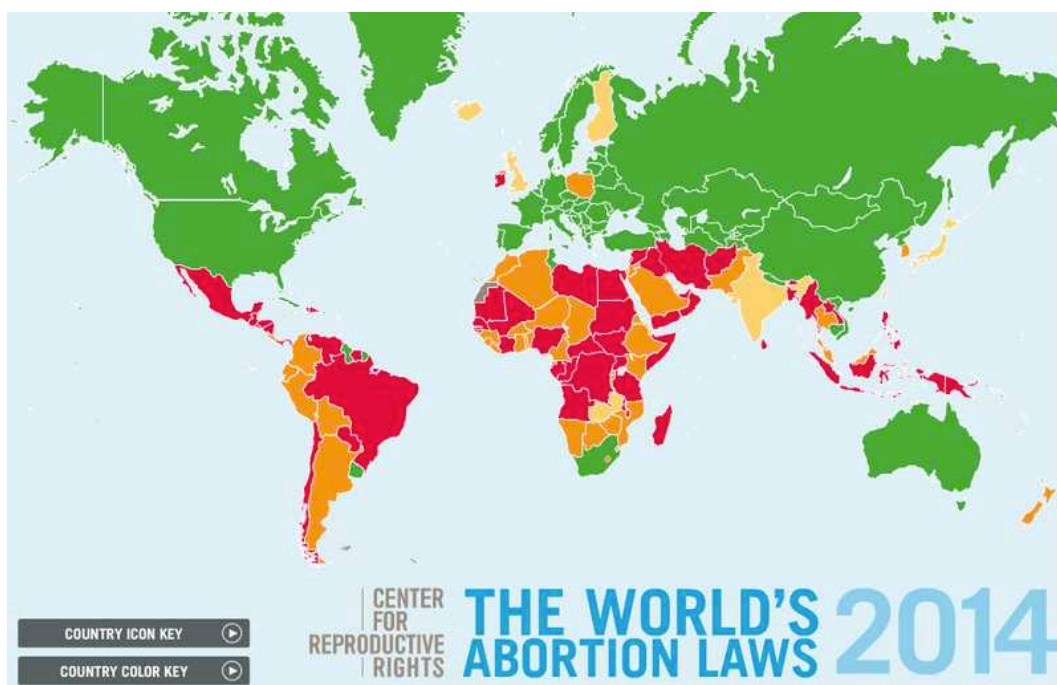 CENTER
FOR
REPRODUCTIVE
RIGHTS
THE WORLD'S
ABORTION LAWS
2014
COUNTRY ICON KEY
COUNTRY COLOR KEY